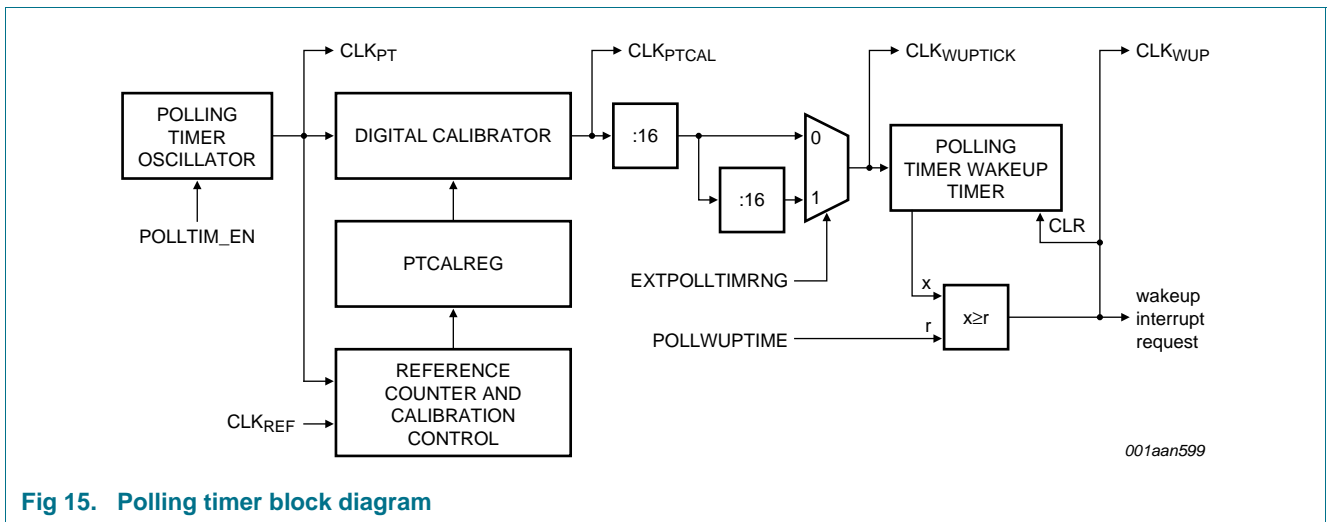 CLKPT
CLKPTCAL
CLKWUPTICK
CLKWUP
POLLING
TIMER
OSCILLATOR
DIGITAL CALIBRATOR
:16
0
:16
1
POLLING
TIMER WAKEUP
TIMER
CLR
POLLTIM_EN
PTCALREG
EXTPOLLTIMRNG
x
POLLWUPTIME
r
x≥r
wakeup
interrupt
request
REFERENCE
COUNTER AND
CALIBRATION
CONTROL
CLKREF
001aan599
Fig 15. Polling timer block diagram